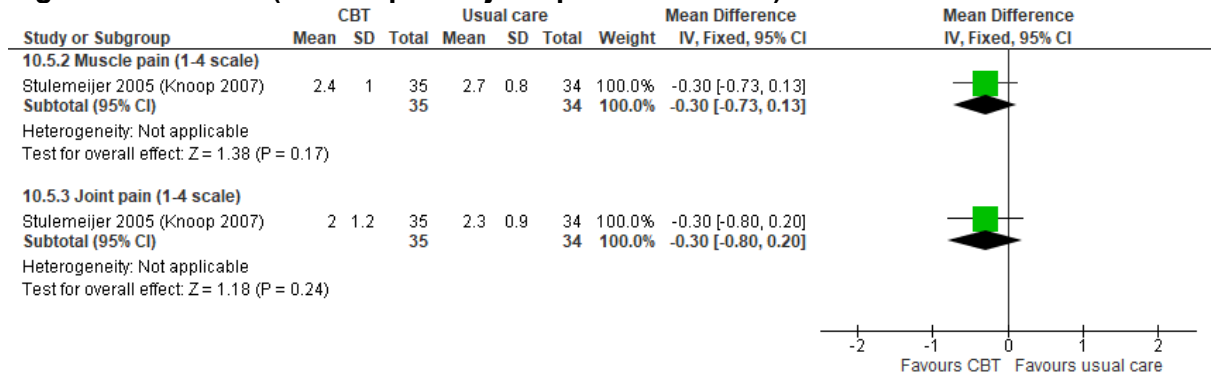 CBT Usual care Mean Difference Mean Difference
Study or Subgroup Mean SD Total Mean SD Total Weight IV, Fixed, 95% CI IV, Fixed, 95% CI
10.5.2 Muscle pain (1-4 scale)
Stulemeijer 2005 (Knoop 2007) 2.4 1 35 2.7 0.8 34 100.0% -0.30 [-0.73, 0.13]
Subtotal (95% CI) 35 34 100.0% -0.30 [-0.73, 0.13]
Heterogeneity: Not applicable
Test for overall effect: Z = 1.38 (P = 0.17)
10.5.3 Joint pain (1-4 scale)
Stulemeijer 2005 (Knoop 2007) 2 1.2 35 2.3 0.9 34 100.0% -0.30 [-0.80, 0.20]
Subtotal (95% CI) 35 34 100.0% -0.30 [-0.80, 0.20]
Heterogeneity: Not applicable
Test for overall effect: Z = 1.18 (P = 0.24)
-2 -1 0 1 2
Favours CBT Favours usual care